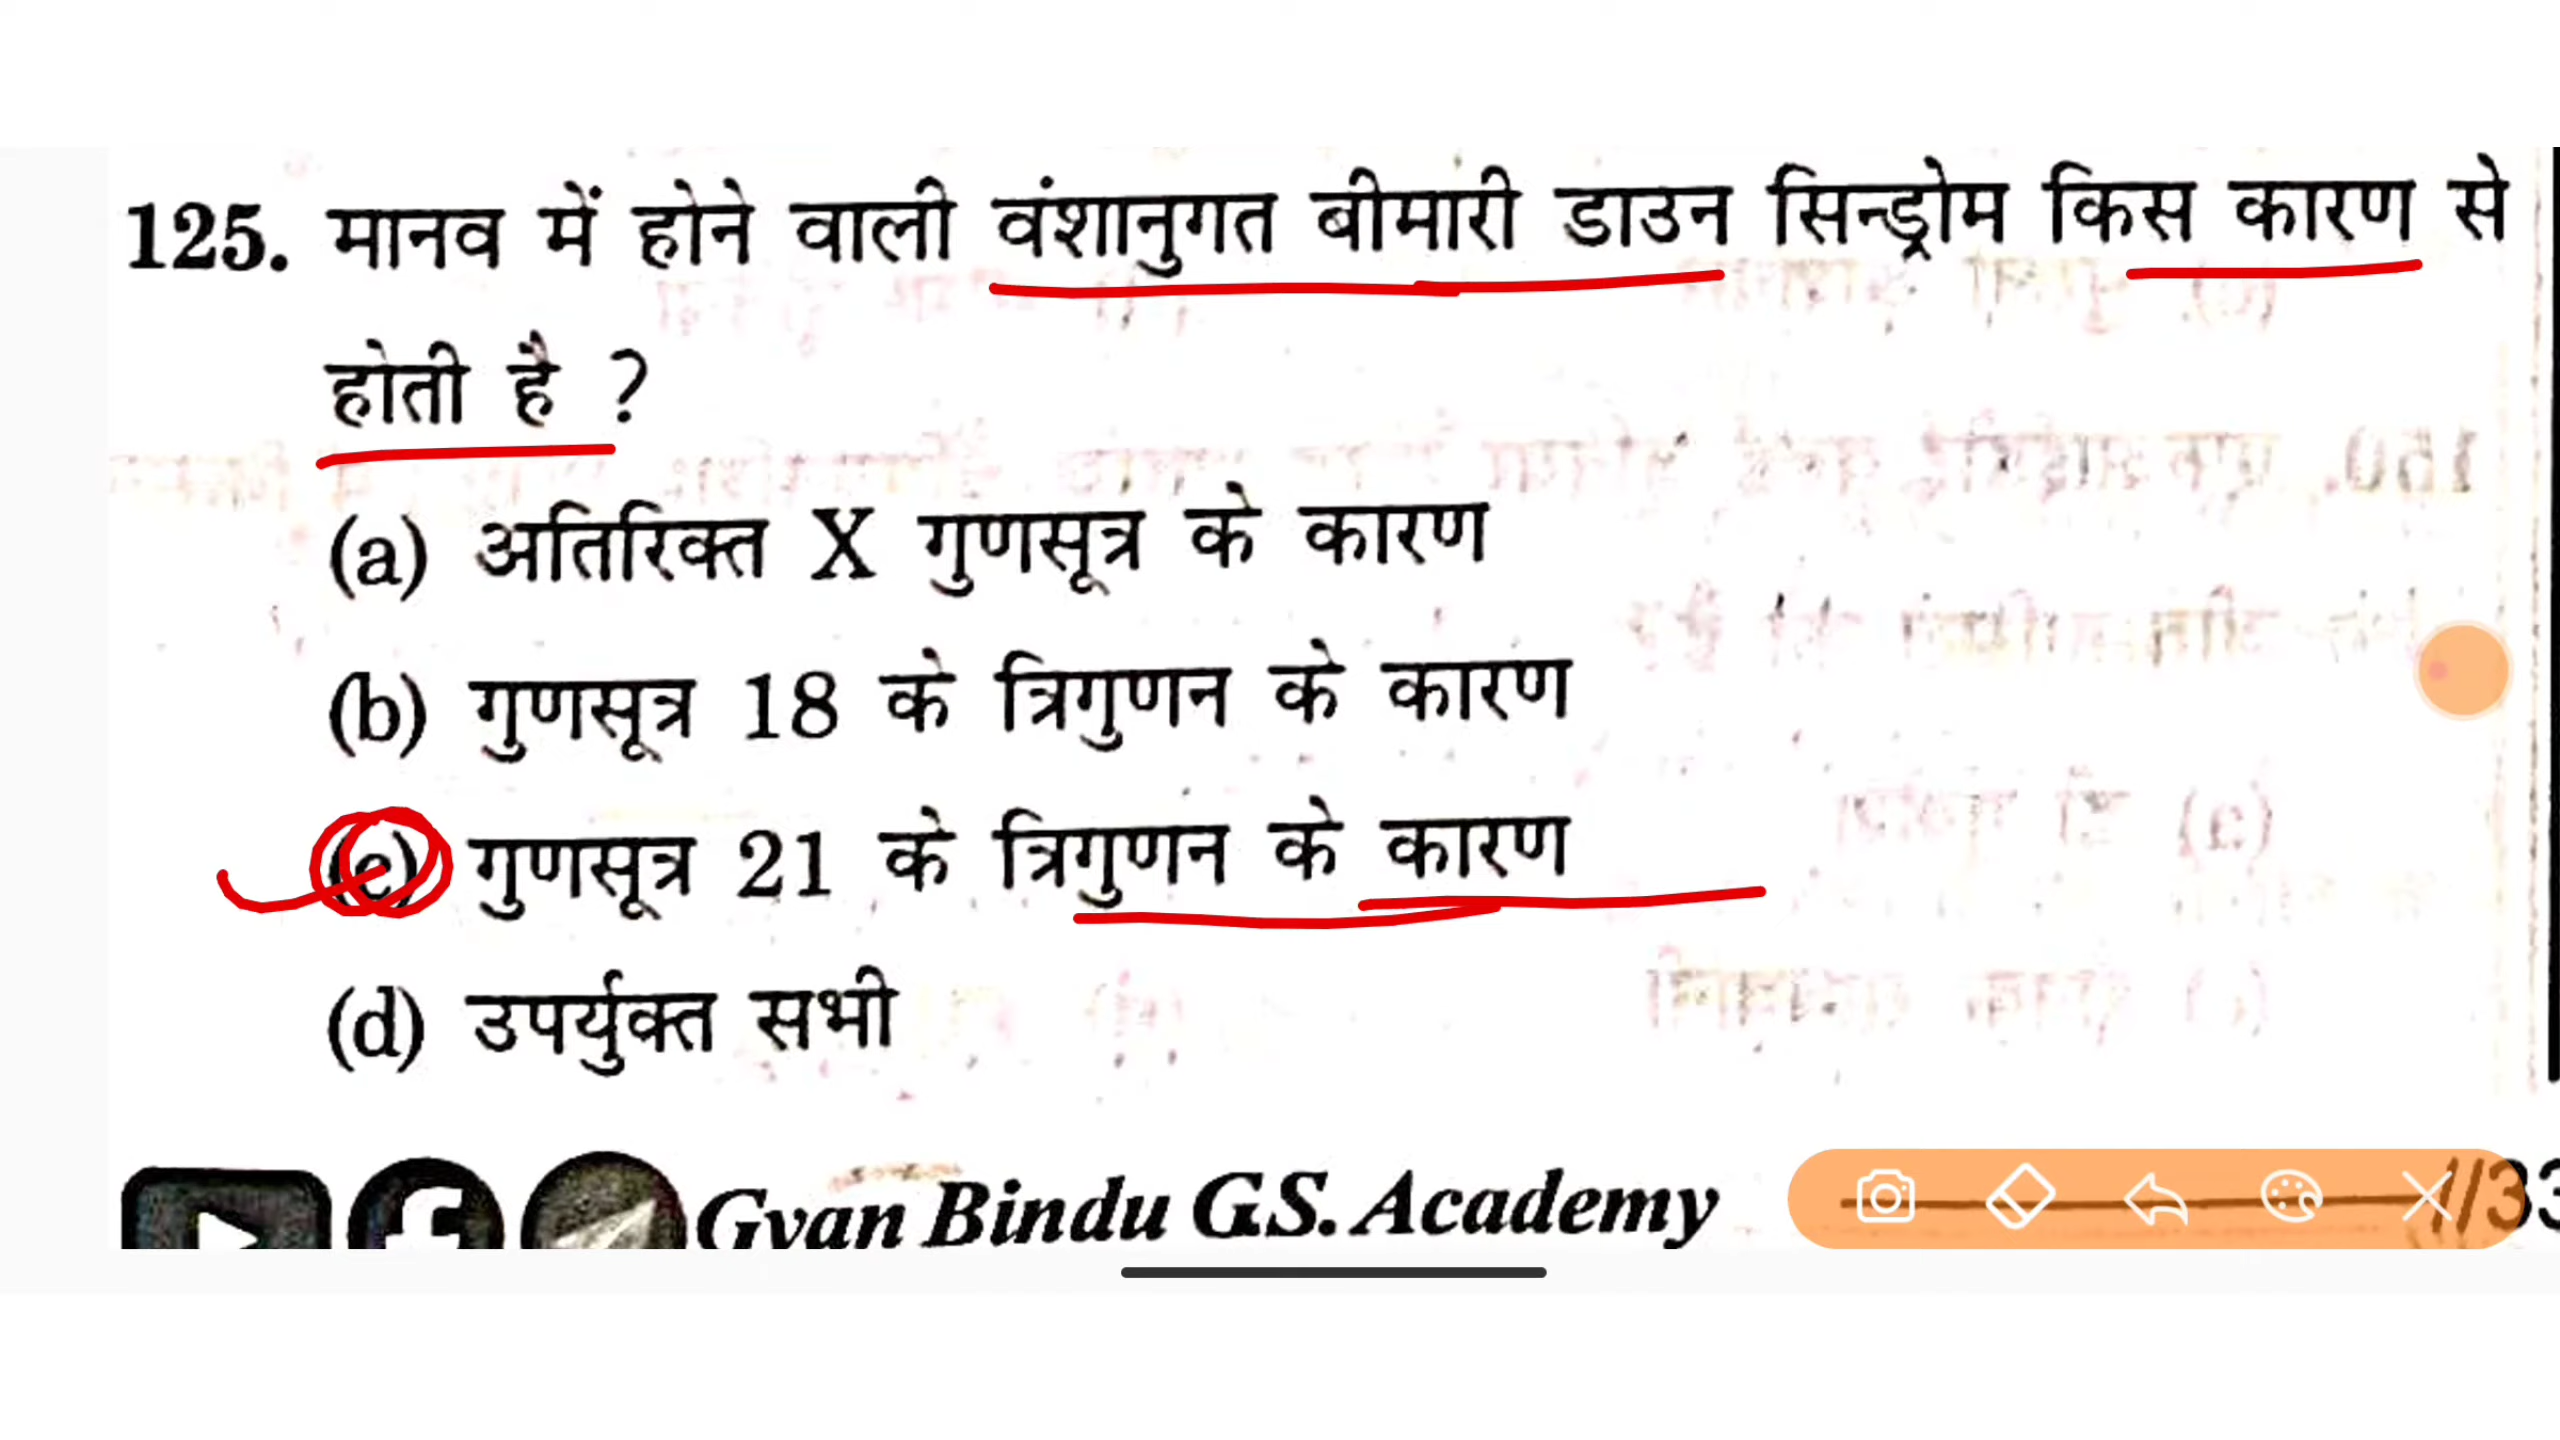 125. मानव में होने वाली वंशानुगत बीमारी डाउन सिन्ड्रोम किस कारण से
होती है ?
(a) अतिरिक्त X गुणसूत्र के कारण
(b) गुणसूत्र 18 के त्रिगुणन के कारण
(c) गुणसूत्र 21 के त्रिगुणन के कारण
(d) उपर्युक्त सभी
Gyan Bindu G.S. Academy